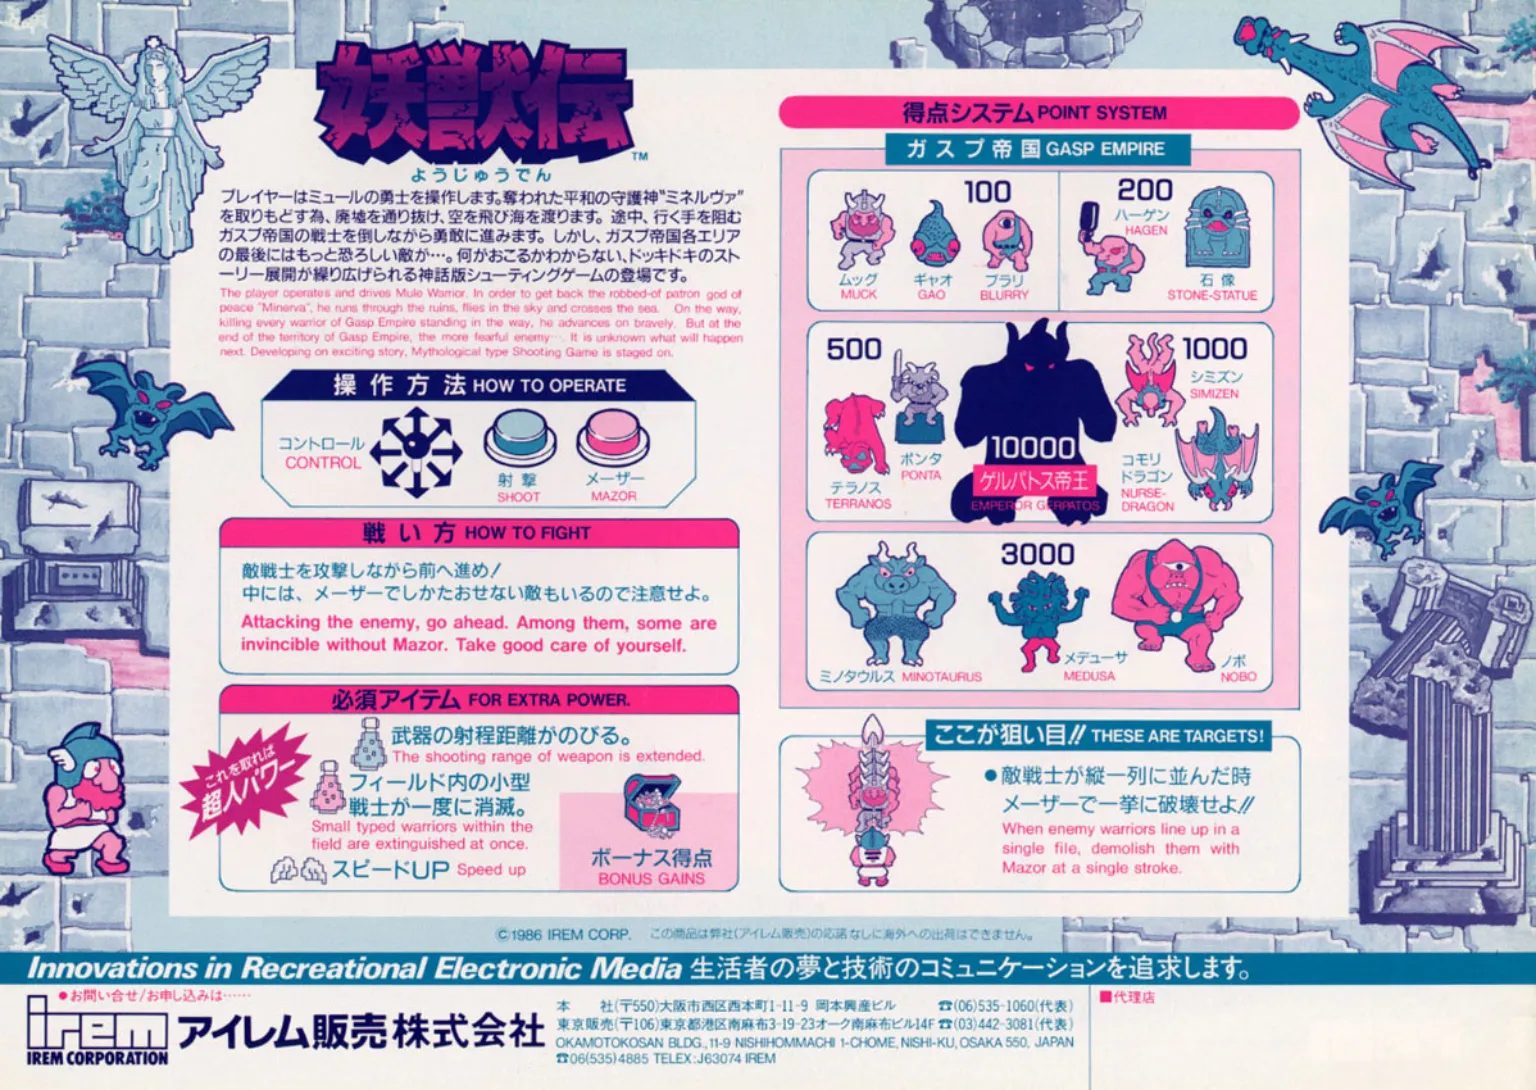 妖獣伝
TM
ようじゅうでん
プレイヤーはミュールの勇士を操作します。奪われた平和の守護神"ミネルヴァ"
を取りもどす為、廃墟を通り抜け、空を飛び海を渡ります。途中、行く手を阻む
ガスプ帝国の戦士を倒しながら勇敢に進みます。しかし、ガスプ帝国各エリア
の最後にはもっと恐ろしい敵が…。何がおこるかわからない、ドッキドキのスト
ーリー展開が繰り広げられる神話版シューティングゲームの登場です。
The player operates and drives Mule Warrior. In order to get back the robbed-of patron god of
peace "Minerva", he runs through the ruins, flies in the sky and crosses the sea. On the way,
killing every warrior of Gasp Empire standing in the way, he advances on bravely. But at the
end of the territory of Gasp Empire, the more fearful enemy…. It is unknown what will happen
next. Developing on exciting story, Mythological type Shooting Game is staged on.
操作方法 HOW TO OPERATE
コントロール
CONTROL
射撃
SHOOT
メーザー
MAZOR
戦い方 HOW TO FIGHT
敵戦士を攻撃しながら前へ進め!
中には、メーザーでしかたおせない敵もいるので注意せよ。
Attacking the enemy, go ahead. Among them, some are
invincible without Mazor. Take good care of yourself.
必須アイテム FOR EXTRA POWER.
これを取れば
超人パワー
武器の射程距離がのびる。
The shooting range of weapon is extended.
フィールド内の小型
戦士が一度に消滅。
Small typed warriors within the
field are extinguished at once.
スピードUP Speed up
ボーナス得点
BONUS GAINS
得点システム POINT SYSTEM
ガスプ帝国 GASP EMPIRE
100
ムッグ
MUCK
ギャオ
GAO
ブラリ
BLURRY
200
ハーゲン
HAGEN
石像
STONE-STATUE
500
テラノス
TERRANOS
ポンタ
PONTA
10000
ゲルパトス帝王
EMPEROR GERPATOS
1000
シミズン
SIMIZEN
コモリ
ドラゴン
NURSE-
DRAGON
3000
ミノタウルス MINOTAURUS
メデューサ
MEDUSA
ノボ
NOBO
ここが狙い目!! THESE ARE TARGETS!
●敵戦士が縦一列に並んだ時
メーザーで一挙に破壊せよ!!
When enemy warriors line up in a
single file, demolish them with
Mazor at a single stroke.
©1986 IREM CORP. この商品は弊社(アイレム販売)の応諾なしに海外への出荷はできません。
Innovations in Recreational Electronic Media 生活者の夢と技術のコミュニケーションを追求します。
●お問い合せ/お申し込みは……
irem
IREM CORPORATION
アイレム販売株式会社
本 社(〒550)大阪市西区西本町1-11-9 岡本興産ビル ☎(06)535-1060(代表)
東京販売(〒106)東京都港区南麻布3-19-23オーク南麻布ビル14F ☎(03)442-3081(代表)
OKAMOTOKOSAN BLDG., 11-9 NISHIHOMMACHI 1-CHOME, NISHI-KU, OSAKA 550, JAPAN
☎06(535)4885 TELEX: J63074 IREM
■代理店